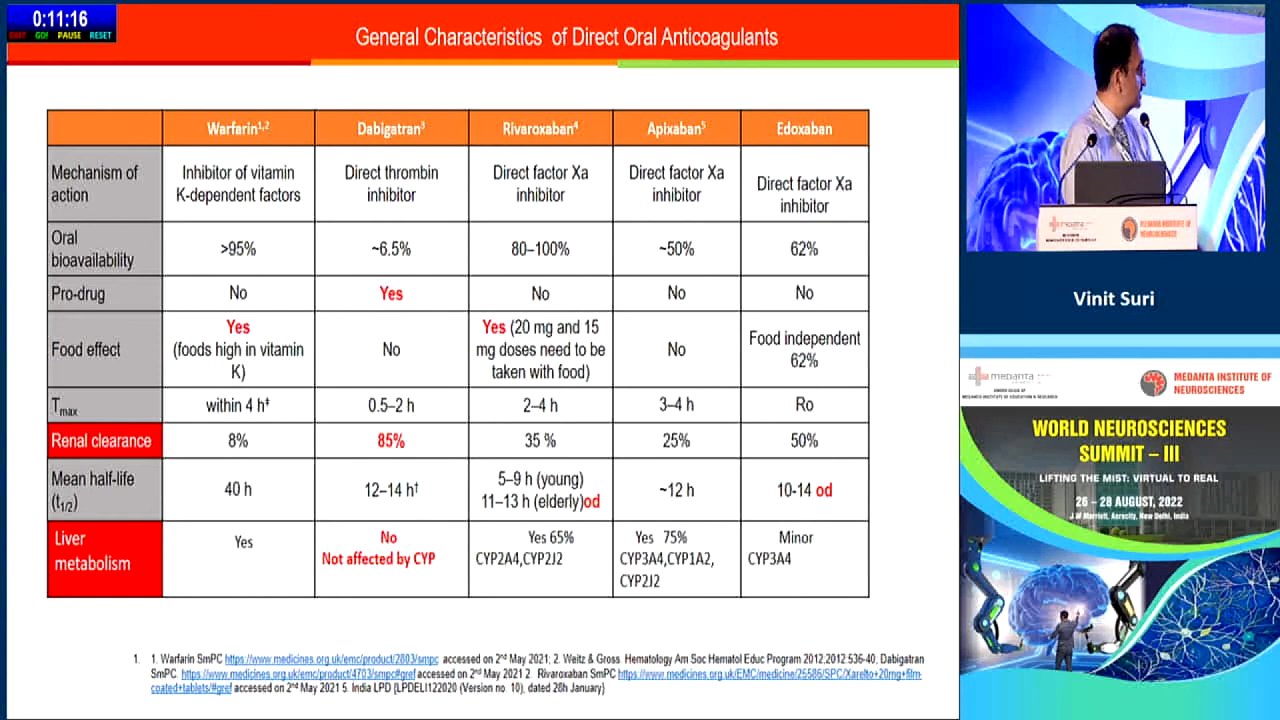 0:11:16
GO! PAUSE RESET
General Characteristics of Direct Oral Anticoagulants
Warfarin1,2 Dabigatran3 Rivaroxaban4 Apixaban5 Edoxaban
Mechanism of action
Inhibitor of vitamin K-dependent factors
Direct thrombin inhibitor
Direct factor Xa inhibitor
Direct factor Xa inhibitor
Direct factor Xa inhibitor
Oral bioavailability
>95% ~6.5% 80–100% ~50% 62%
Pro-drug No Yes No No No
Food effect
Yes
(foods high in vitamin K)
No
Yes (20 mg and 15 mg doses need to be taken with food)
No
Food independent 62%
Tmax within 4 h‡ 0.5–2 h 2–4 h 3–4 h Ro
Renal clearance 8% 85% 35 % 25% 50%
Mean half-life (t1/2)
40 h
12–14 h†
5–9 h (young)
11–13 h (elderly)od
~12 h
10-14 od
Liver metabolism
Yes
No
Not affected by CYP
Yes 65%
CYP2A4,CYP2J2
Yes 75%
CYP3A4,CYP1A2,
CYP2J2
Minor
CYP3A4
1. 1. Warfarin SmPC https://www.medicines.org.uk/emc/product/2803/smpc accessed on 2nd May 2021; 2. Weitz & Gross Hematology Am Soc Hematol Educ Program 2012;2012:536-40; Dabigatran
SmPC. https://www.medicines.org.uk/emc/product/4703/smpc#gref accessed on 2nd May 2021 2. Rivaroxaban SmPC https://www.medicines.org.uk/EMC/medicine/25586/SPC/Xarelto+20mg+film-
coated+tablets/#gref accessed on 2nd May 2021 5. India LPD [LPDELI122020 (Version no. 10), dated 28h January)
medanta
MEDANTA INSTITUTE OF
NEUROSCIENCES
Vinit Suri
medanta
MEDANTA INSTITUTE OF EDUCATION & RESEARCH
MEDANTA INSTITUTE OF
NEUROSCIENCES
WORLD NEUROSCIENCES
SUMMIT – III
LIFTING THE MIST: VIRTUAL TO REAL
26 – 28 AUGUST, 2022
J W Marriott, Aerocity, New Delhi, India